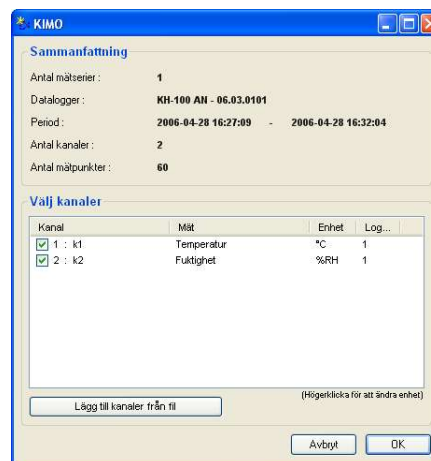 KIMO
Sammanfattning
Antal mätserier : 1
Datalogger : KH-100 AN - 06.03.0101
Period : 2006-04-28 16:27:09 - 2006-04-28 16:32:04
Antal kanaler : 2
Antal mätpunkter : 60
Välj kanaler
Kanal Mät Enhet Log...
1 : k1 Temperatur °C 1
2 : k2 Fuktighet %RH 1
(Högerklicka för att ändra enhet)
Lägg till kanaler från fil
Avbryt OK